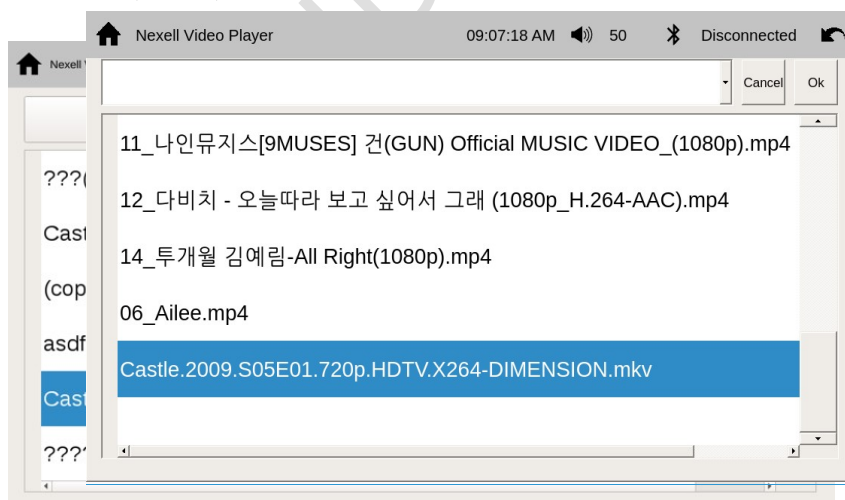 Nexell Video Player 09:07:18 AM 50 Disconnected
Nexell
Cancel Ok
11_나인뮤지스[9MUSES] 건(GUN) Official MUSIC VIDEO_(1080p).mp4
12_다비치 - 오늘따라 보고 싶어서 그래 (1080p_H.264-AAC).mp4
14_투개월 김예림-All Right(1080p).mp4
06_Ailee.mp4
Castle.2009.S05E01.720p.HDTV.X264-DIMENSION.mkv
???(
Cast
(cop
asdf
Cast
????